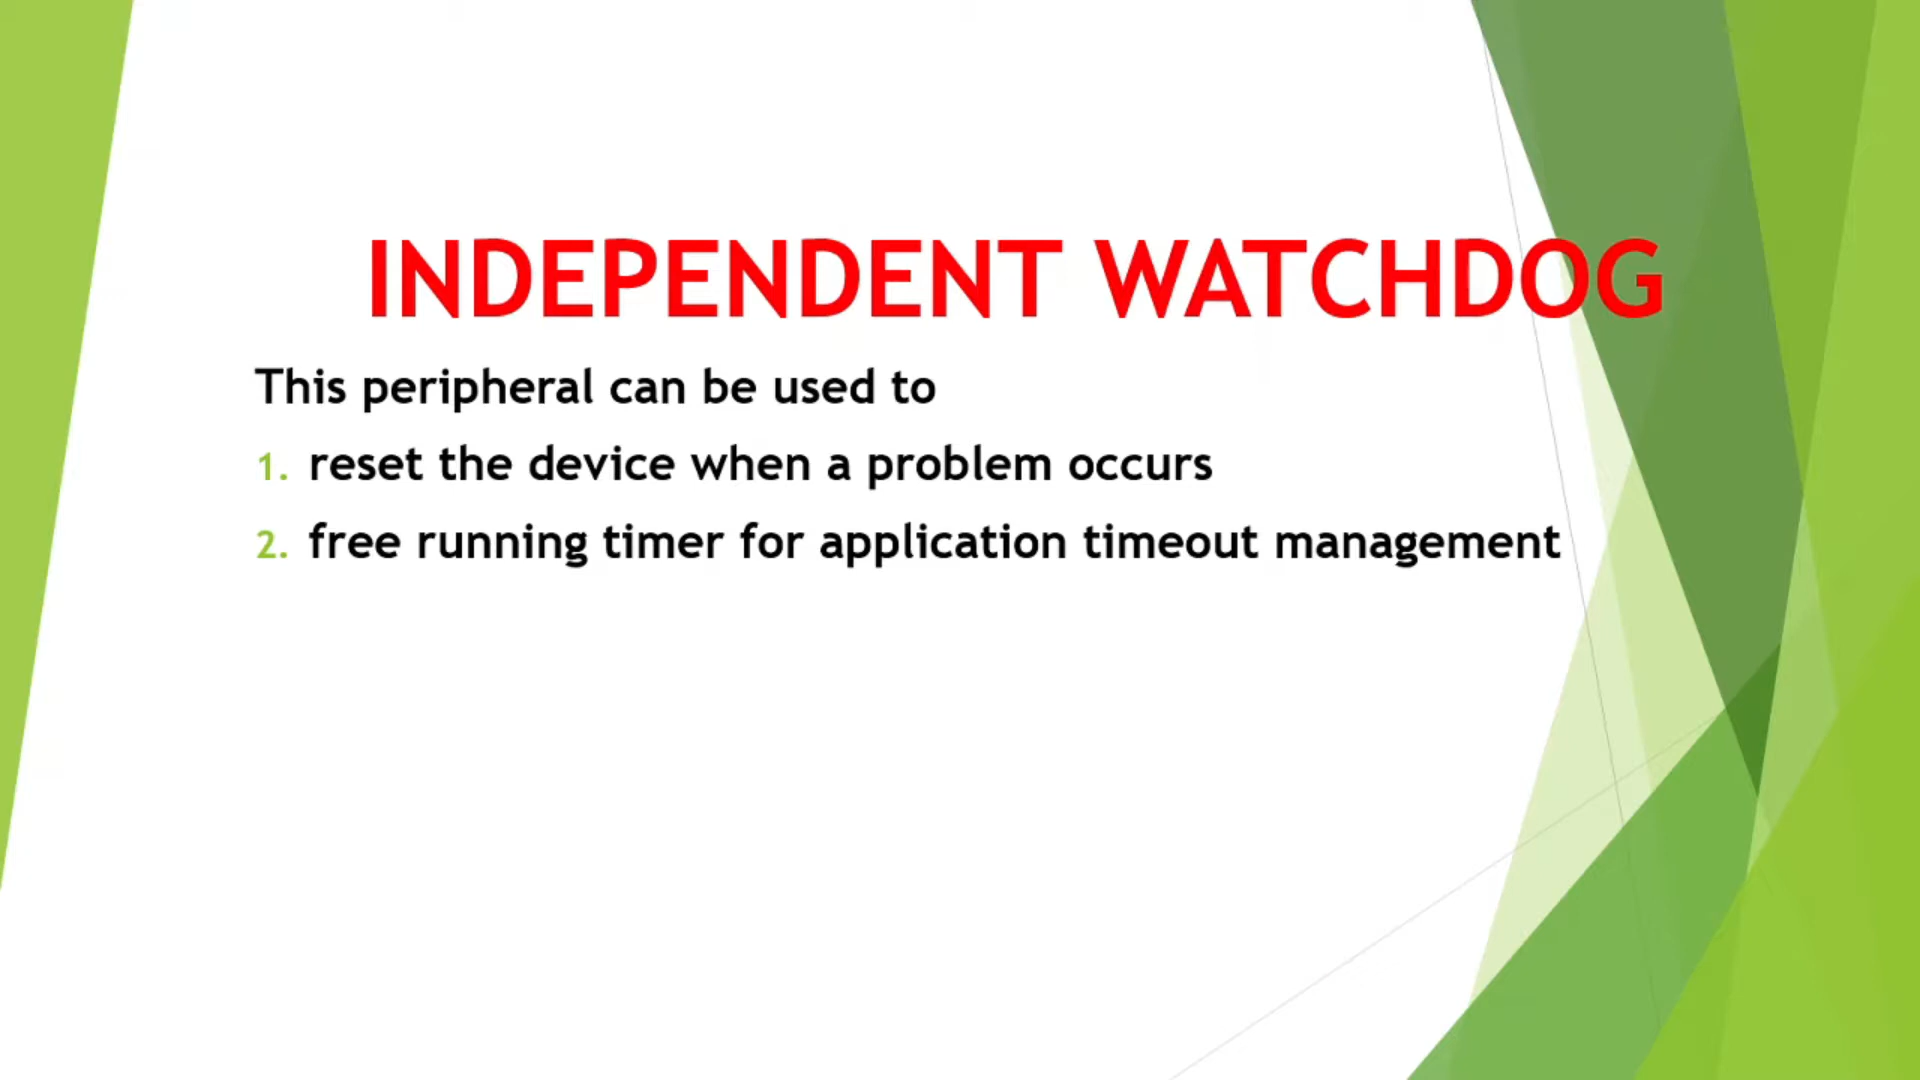 INDEPENDENT WATCHDOG
This peripheral can be used to
1. reset the device when a problem occurs
2. free running timer for application timeout management